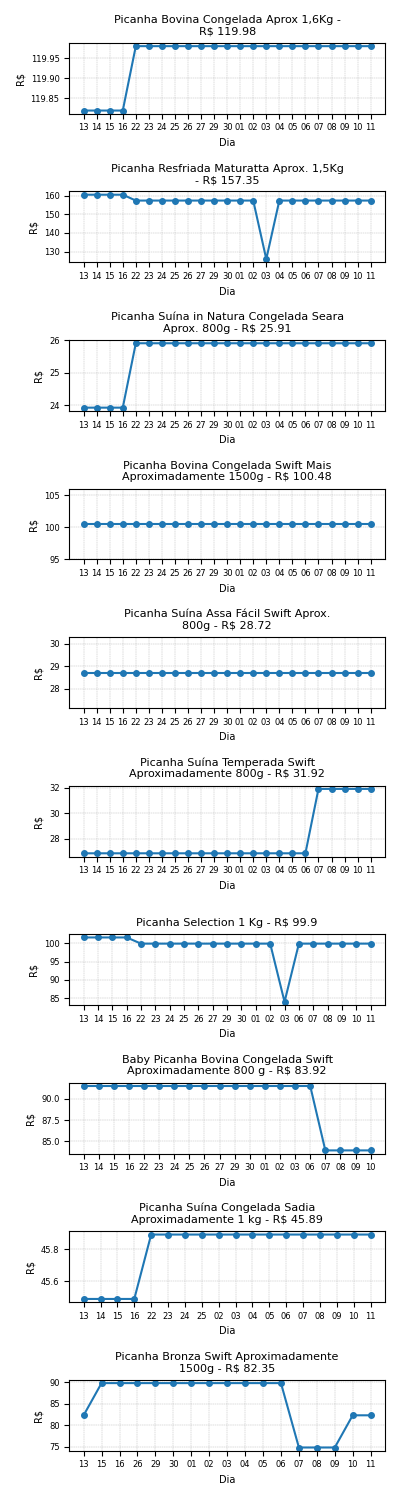 Picanha Bovina Congelada Aprox 1,6Kg -
R$ 119.98
119.95
119.90
119.85
R$
13 14 15 16 22 23 24 25 26 27 28 29 30 01 02 03 04 05 06 07 08 09 10 11
Dia
Picanha Resfriada Maturatta Aprox. 1,5Kg
- R$ 157.35
160
150
140
130
R$
13 14 15 16 22 23 24 25 26 27 28 29 30 01 02 03 04 05 06 07 08 09 10 11
Dia
Picanha Suína in Natura Congelada Seara
Aprox. 800g - R$ 25.91
26
25
24
R$
13 14 15 16 22 23 24 25 26 27 28 29 30 01 02 03 04 05 06 07 08 09 10 11
Dia
Picanha Bovina Congelada Swift Mais
Aproximadamente 1500g - R$ 100.48
105
100
95
R$
13 14 15 16 22 23 24 25 26 27 28 29 30 01 02 03 04 05 06 07 08 09 10 11
Dia
Picanha Suína Assa Fácil Swift Aprox.
800g - R$ 28.72
30
29
28
R$
13 14 15 16 22 23 24 25 26 27 28 29 30 01 02 03 04 05 06 07 08 09 10 11
Dia
Picanha Suína Temperada Swift
Aproximadamente 800g - R$ 31.92
32
30
28
R$
13 14 15 16 22 23 24 25 26 27 28 29 30 01 02 03 04 05 06 07 08 09 10 11
Dia
Picanha Selection 1 Kg - R$ 99.9
100
95
90
85
R$
13 14 15 16 22 23 24 25 26 27 29 30 01 02 03 06 07 08 09 10 11
Dia
Baby Picanha Bovina Congelada Swift
Aproximadamente 800 g - R$ 83.92
90.0
87.5
85.0
R$
13 14 15 16 22 23 24 25 26 27 29 30 01 02 03 06 07 08 09 10
Dia
Picanha Suína Congelada Sadia
Aproximadamente 1 kg - R$ 45.89
45.8
45.6
R$
13 14 15 16 22 23 24 25 02 03 04 05 06 07 08 09 10 11
Dia
Picanha Bronza Swift Aproximadamente
1500g - R$ 82.35
90
85
80
75
R$
13 15 16 26 29 30 01 02 03 04 05 06 07 08 09 10 11
Dia